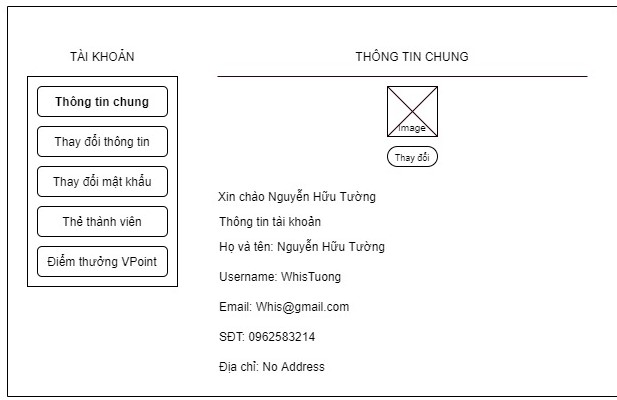 TÀI KHOẢN
Thông tin chung
Thay đổi thông tin
Thay đổi mật khẩu
Thẻ thành viên
Điểm thưởng VPoint
THÔNG TIN CHUNG
Image
Thay đổi
Xin chào Nguyễn Hữu Tường
Thông tin tài khoản
Họ và tên: Nguyễn Hữu Tường
Username: WhisTuong
Email: Whis@gmail.com
SĐT: 0962583214
Địa chỉ: No Address